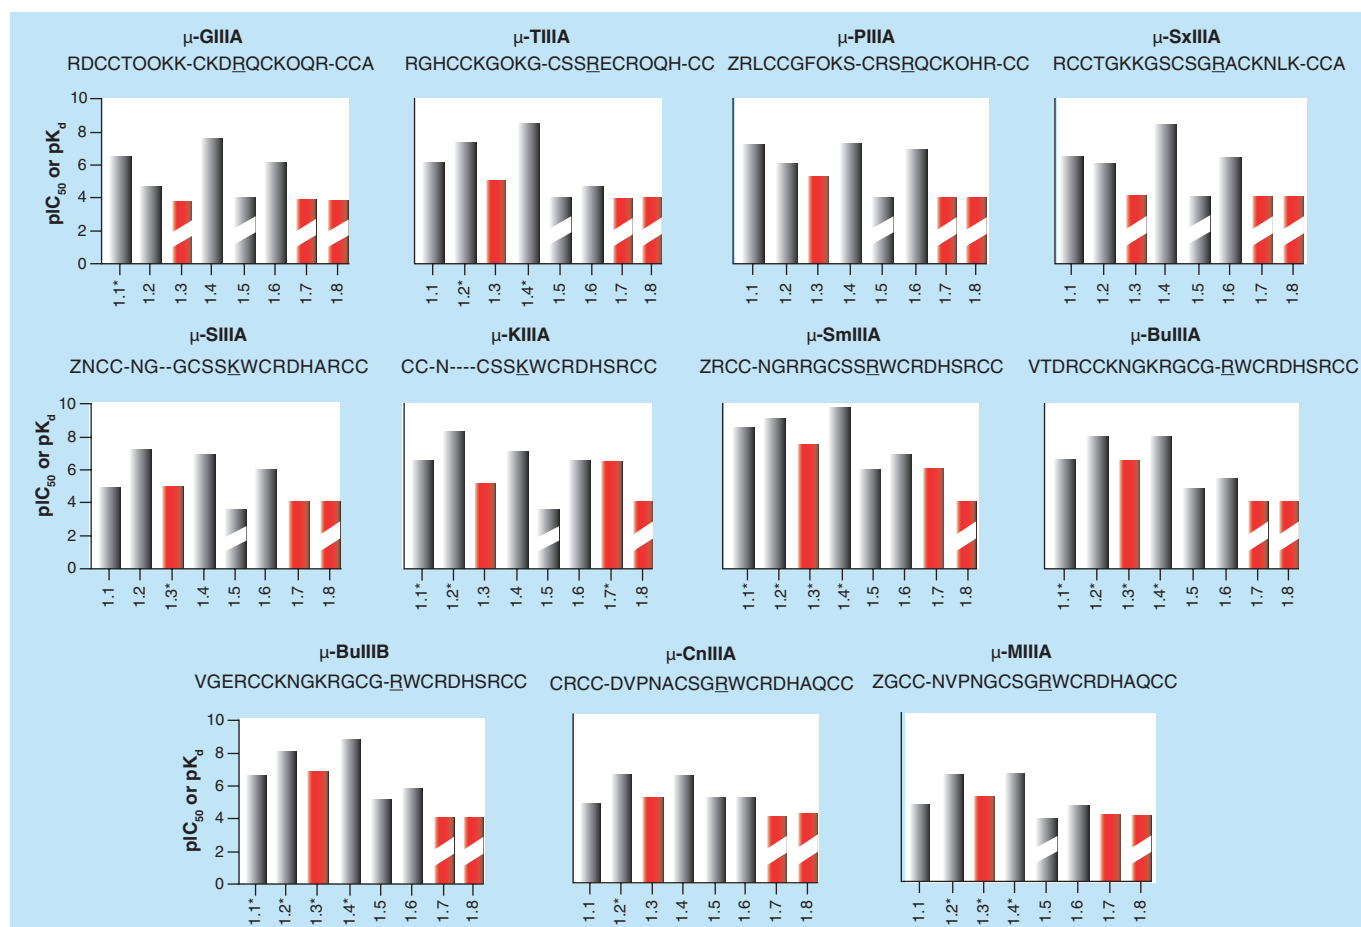 μ-GIIIA μ-TIIIA μ-PIIIA μ-SxIIIA
RDCCTOOKK-CKDRQCKOQR-CCA RGHCCKGOKG-CSSRECROQH-CC ZRLCCGFOKS-CRSRQCKOHR-CC RCCTGKKGSCSGRACKNLK-CCA
pIC50 or pKd
10
8
6
4
2
0
1.1* 1.2 1.3 1.4 1.5 1.6 1.7 1.8 1.1 1.2* 1.3 1.4* 1.5 1.6 1.7 1.8 1.1 1.2 1.3 1.4 1.5 1.6 1.7 1.8 1.1 1.2 1.3 1.4 1.5 1.6 1.7 1.8
μ-SIIIA μ-KIIIA μ-SmIIIA μ-BuIIIA
ZNCC-NG--GCSSKWCRDHARCC CC-N----CSSKWCRDHSRCC ZRCC-NGRRGCSSRWCRDHSRCC VTDRCCKNGKRGCG-RWCRDHSRCC
pIC50 or pKd
10
8
6
4
2
0
1.1 1.2 1.3* 1.4 1.5 1.6 1.7 1.8 1.1* 1.2* 1.3 1.4 1.5 1.6 1.7* 1.8 1.1* 1.2* 1.3* 1.4* 1.5 1.6 1.7 1.8 1.1* 1.2* 1.3* 1.4* 1.5 1.6 1.7 1.8
μ-BuIIIB μ-CnIIIA μ-MIIIA
VGERCCKNGKRGCG-RWCRDHSRCC CRCC-DVPNACSGRWCRDHAQCC ZGCC-NVPNGCSGRWCRDHAQCC
pIC50 or pKd
10
8
6
4
2
0
1.1* 1.2* 1.3* 1.4* 1.5 1.6 1.7 1.8 1.1 1.2* 1.3 1.4 1.5 1.6 1.7 1.8 1.1 1.2* 1.3* 1.4* 1.5 1.6 1.7 1.8